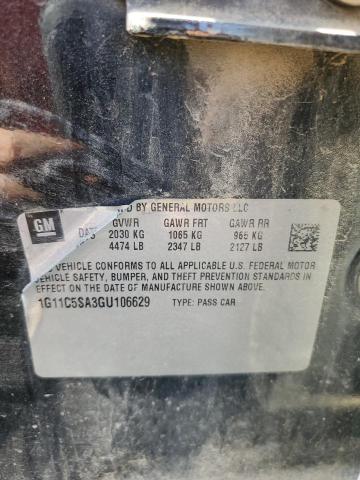 GM
BY GENERAL MOTORS LLC
DATE GVWR GAWR FRT GAWR RR
2030 KG 1065 KG 965 KG
4474 LB 2347 LB 2127 LB
VEHICLE CONFORMS TO ALL APPLICABLE U.S. FEDERAL MOTOR
VEHICLE SAFETY, BUMPER, AND THEFT PREVENTION STANDARDS IN
EFFECT ON THE DATE OF MANUFACTURE SHOWN ABOVE.
1G11C5SA3GU106629 TYPE: PASS CAR